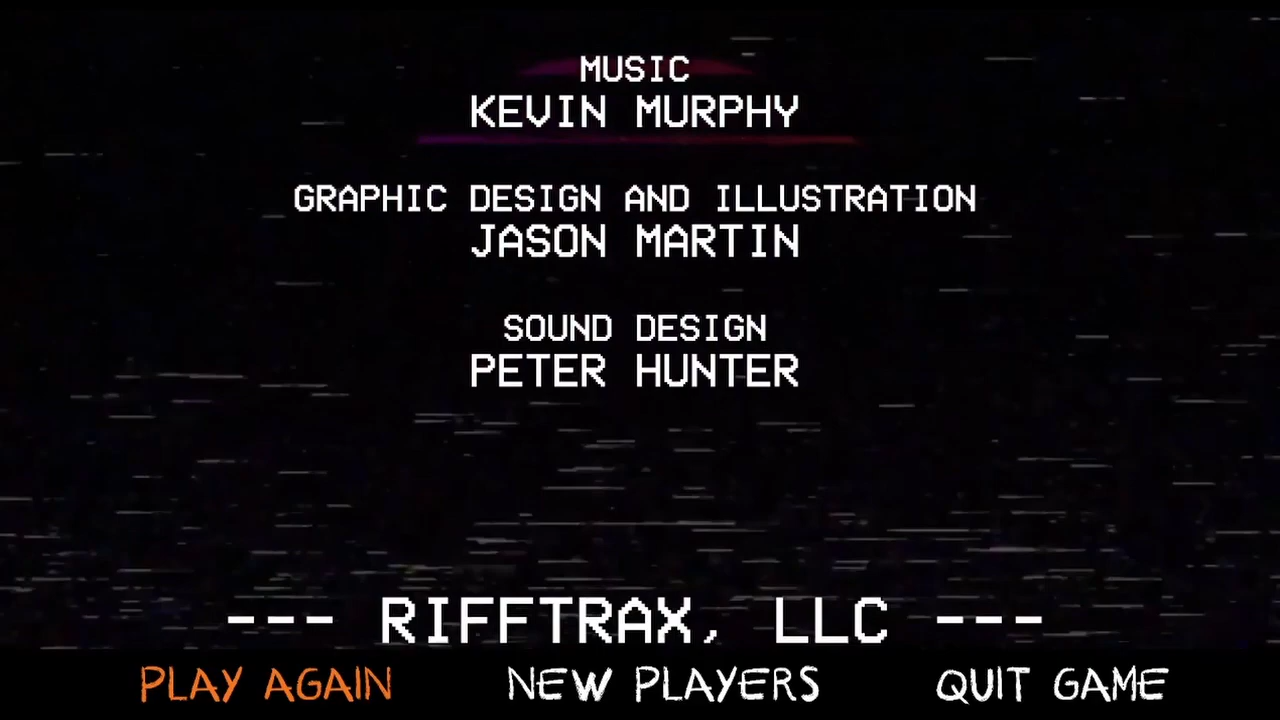 MUSIC
KEVIN MURPHY
GRAPHIC DESIGN AND ILLUSTRATION
JASON MARTIN
SOUND DESIGN
PETER HUNTER
--- RIFFTRAX, LLC ---
PLAY AGAIN NEW PLAYERS QUIT GAME